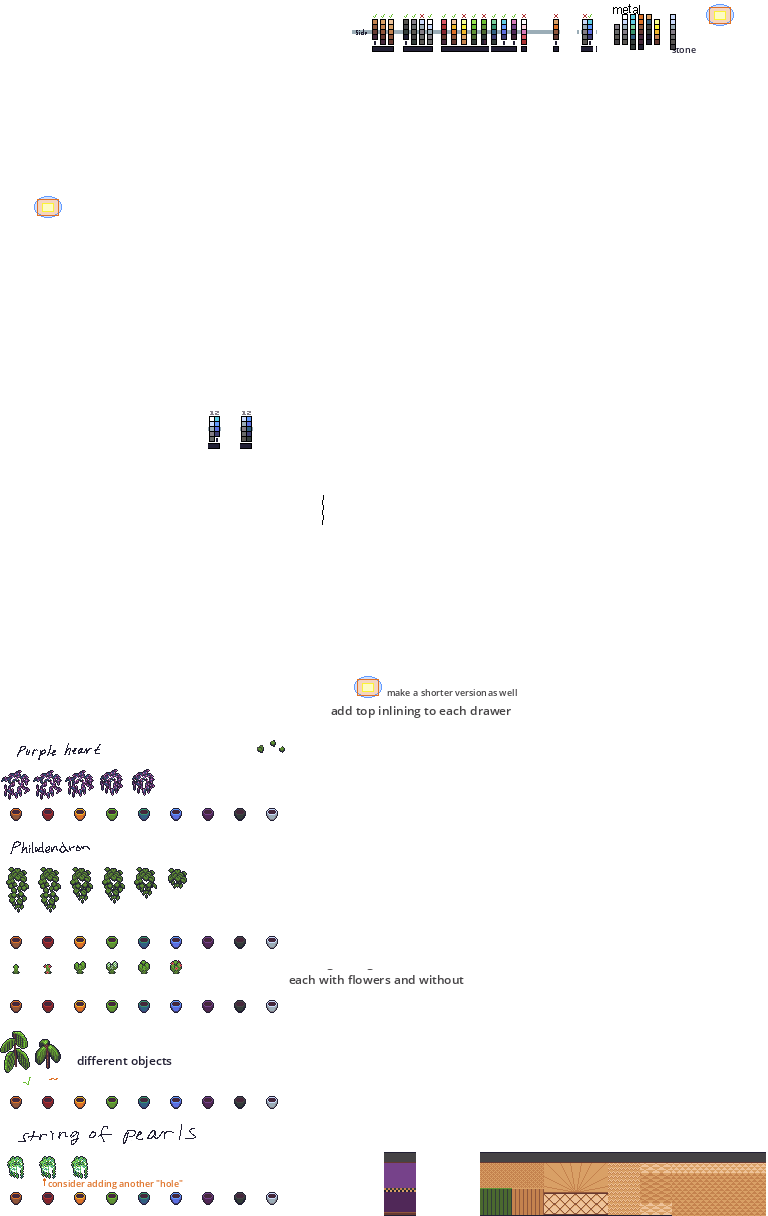 metal
Side
stone
make a shorter version as well
add top inlining to each drawer
Purple heart
Philodendron
each with flowers and without
different objects
string of pearls
consider adding another "hole"